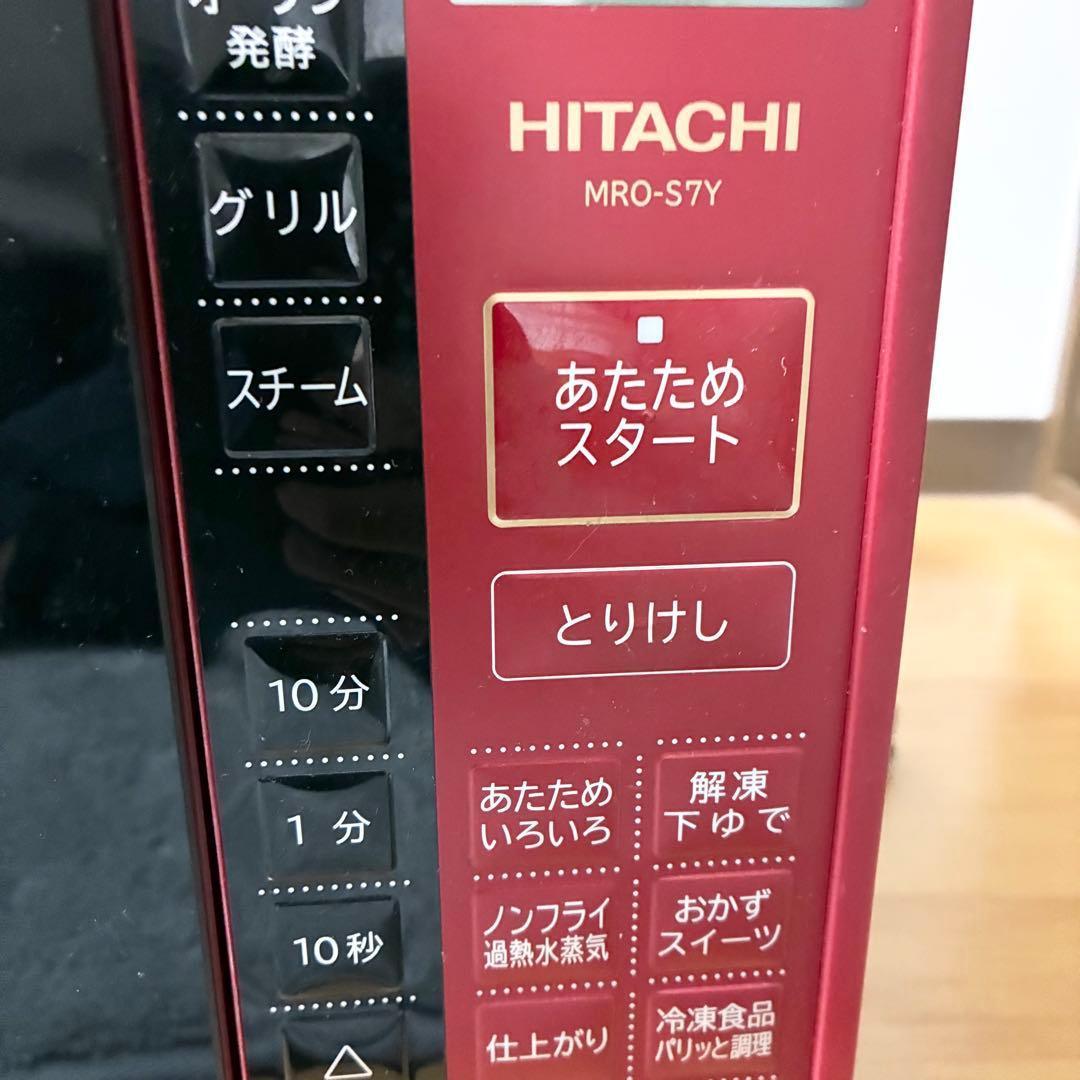 オーブン
発酵
グリル
スチーム
10分
1分
10秒
△
HITACHI
MRO-S7Y
あたため
スタート
とりけし
あたため
いろいろ
解凍
下ゆで
ノンフライ
過熱水蒸気
おかず
スイーツ
仕上がり
冷凍食品
パリッと調理